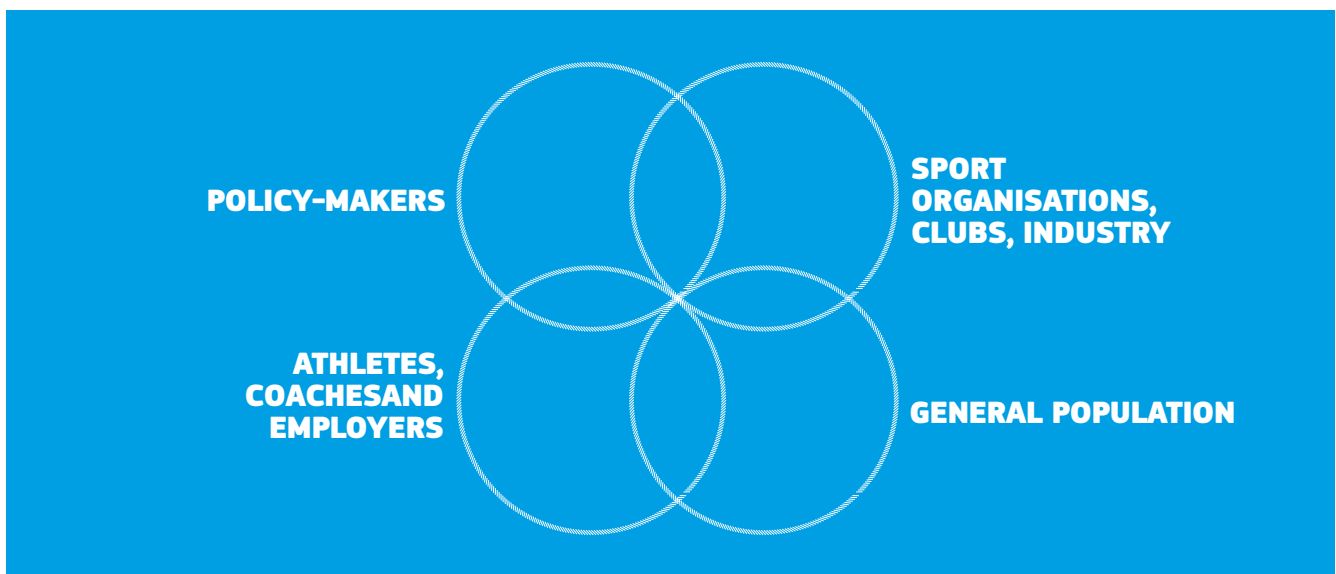 POLICY-MAKERS
SPORT
ORGANISATIONS,
CLUBS, INDUSTRY
ATHLETES,
COACHESAND
EMPLOYERS
GENERAL POPULATION